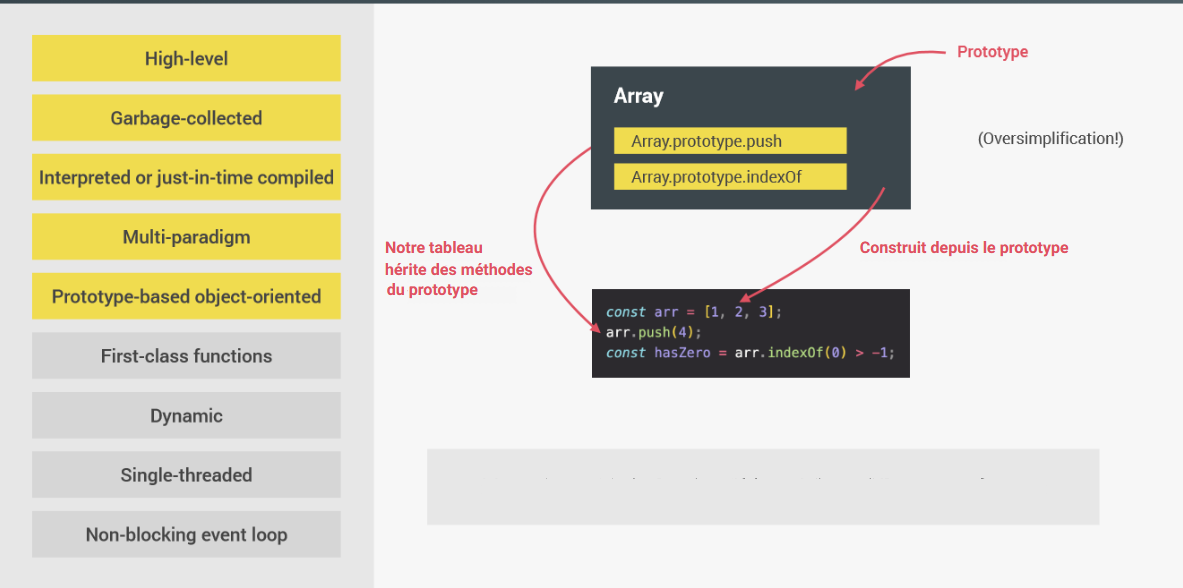 High-level
Garbage-collected
Interpreted or just-in-time compiled
Multi-paradigm
Prototype-based object-oriented
First-class functions
Dynamic
Single-threaded
Non-blocking event loop
Prototype
Array
Array.prototype.push
Array.prototype.indexOf
(Oversimplification!)
Notre tableau
hérite des méthodes
du prototype
Construit depuis le prototype
const arr = [1, 2, 3];
arr.push(4);
const hasZero = arr.indexOf(0) > -1;